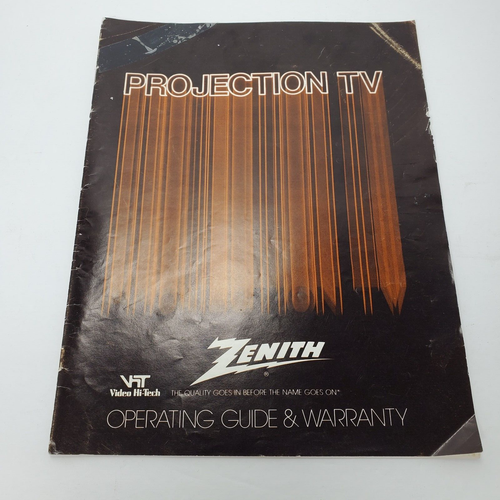 PROJECTION TV
ZENITH
®
VHT
Video Hi-Tech
THE QUALITY GOES IN BEFORE THE NAME GOES ON®
OPERATING GUIDE & WARRANTY